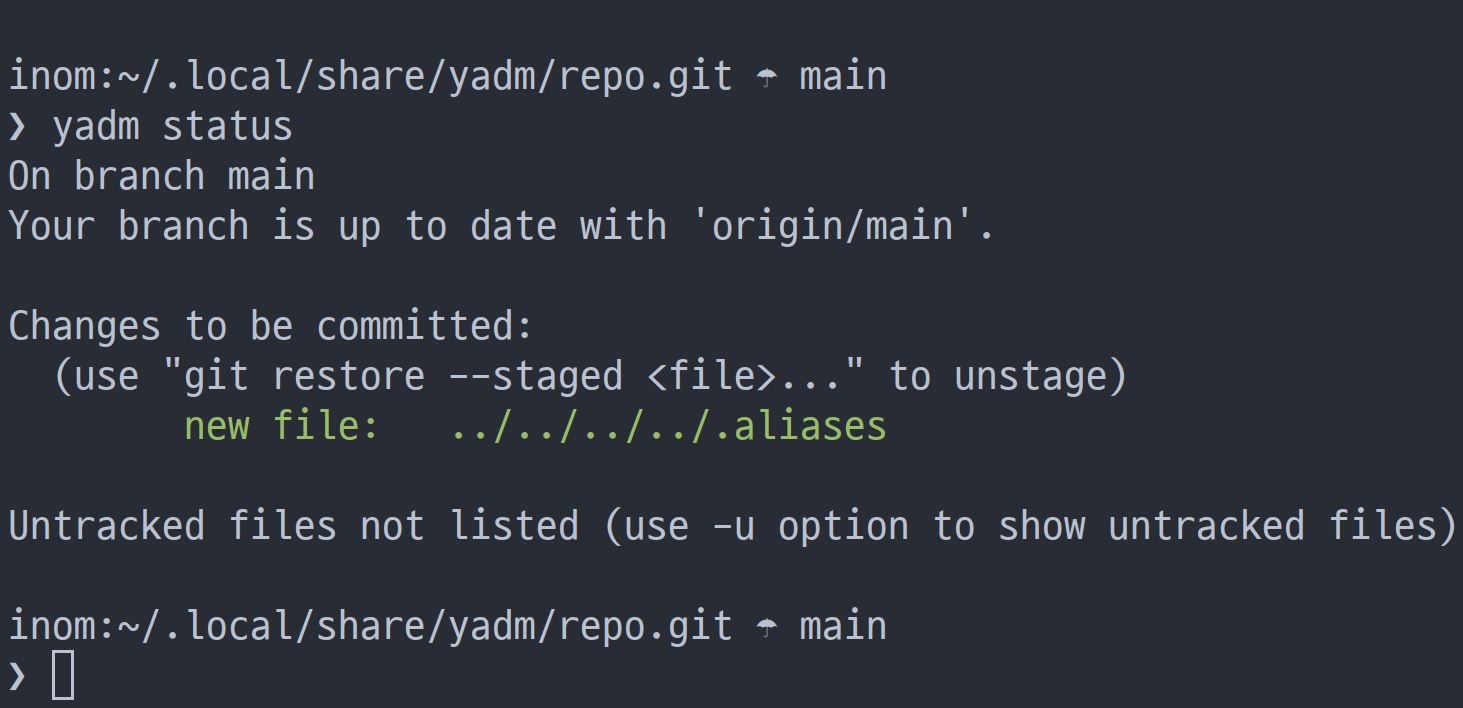 inom:~/.local/share/yadm/repo.git ☂ main
❯ yadm status
On branch main
Your branch is up to date with 'origin/main'.
Changes to be committed:
  (use "git restore --staged <file>..." to unstage)
        new file:   ../../../../.aliases
Untracked files not listed (use -u option to show untracked files)
inom:~/.local/share/yadm/repo.git ☂ main
❯